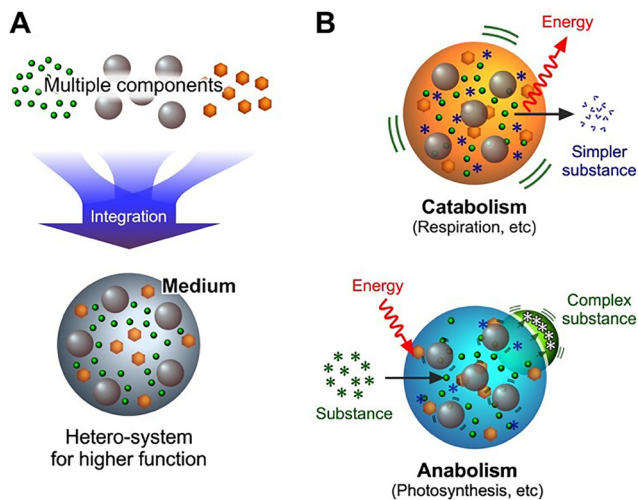 A
Multiple components
Integration
Medium
Hetero-system
for higher function
B
Energy
Simpler
substance
Catabolism
(Respiration, etc)
Energy
Complex
substance
Substance
Anabolism
(Photosynthesis, etc)